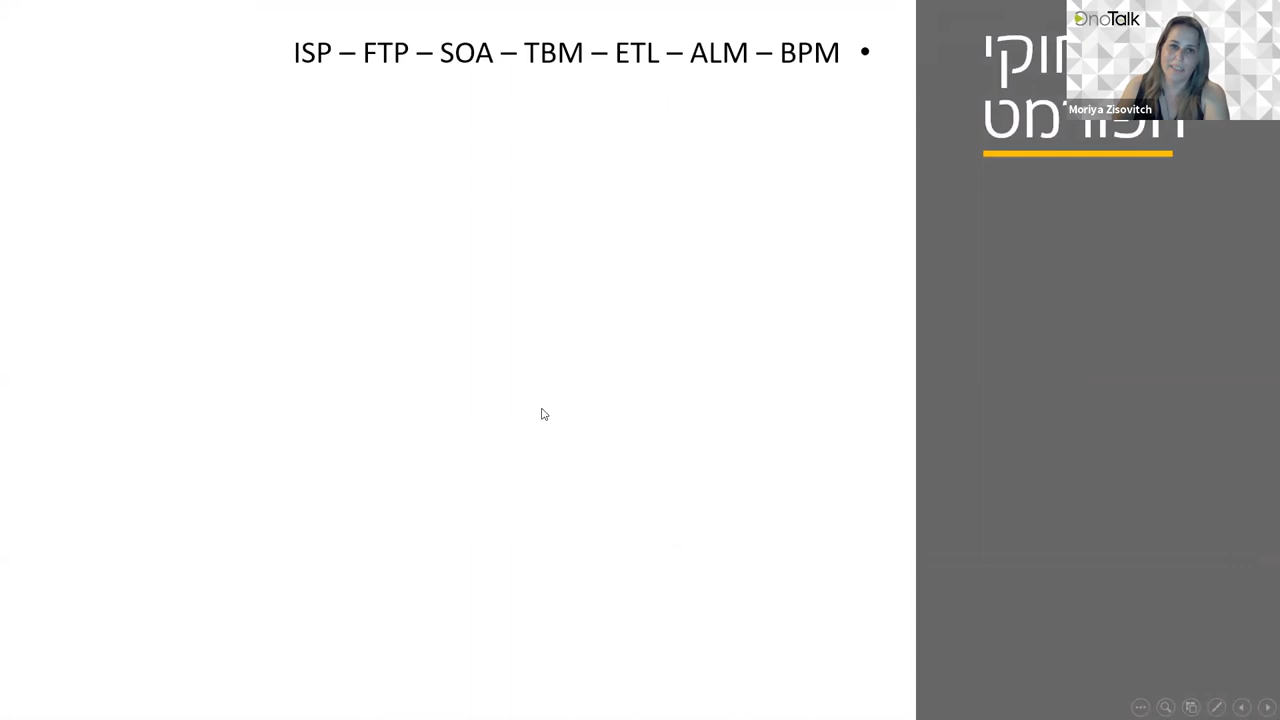 • ISP – FTP – SOA – TBM – ETL – ALM – BPM
OnoTalk
Moriya Zisovitch